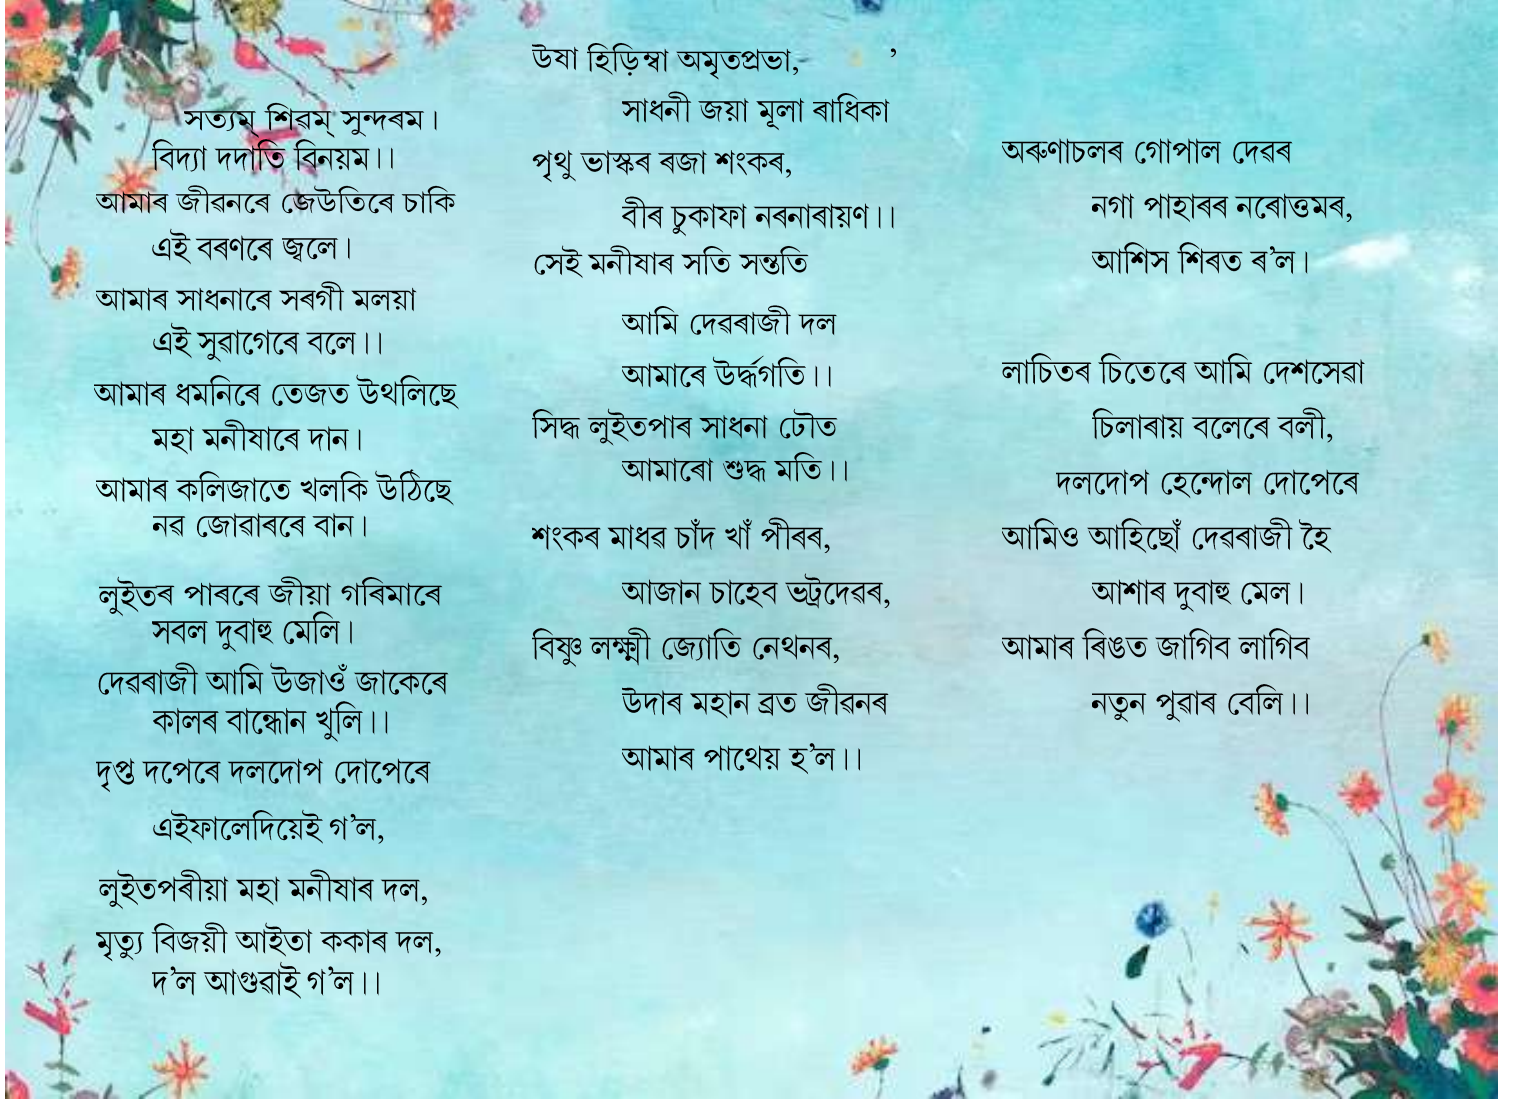 সত্যম্ শিৱম্ সুন্দৰম।
বিদ্যা দদাতি বিনয়ম।।
আমাৰ জীৱনৰে জেউতিৰে চাকি
এই বৰণৰে জ্বলে।
আমাৰ সাধনাৰে সৰগী মলয়া
এই সুৱাগেৰে বলে।।
আমাৰ ধমনিৰে তেজত উথলিছে
মহা মনীষাৰে দান।
আমাৰ কলিজাতে খলকি উঠিছে
নৱ জোৱাৰৰে বান।
লুইতৰ পাৰৰে জীয়া গৰিমাৰে
সবল দুবাহু মেলি।
দেৱৰাজী আমি উজাওঁ জাকেৰে
কালৰ বান্ধোন খুলি।।
দৃপ্ত দপেৰে দলদোপ দোপেৰে
এইফালেদিয়েই গ’ল,
লুইতপৰীয়া মহা মনীষাৰ দল,
মৃত্যু বিজয়ী আইতা ককাৰ দল,
দ’ল আগুৱাই গ’ল।।
উষা হিড়িম্বা অমৃতপ্ৰভা,- ’
সাধনী জয়া মূলা ৰাধিকা
পৃথু ভাস্কৰ ৰজা শংকৰ,
বীৰ চুকাফা নৰনাৰায়ণ।।
সেই মনীষাৰ সতি সন্ততি
আমি দেৱৰাজী দল
আমাৰে উৰ্দ্ধগতি।।
সিদ্ধ লুইতপাৰ সাধনা ঢৌত
আমাৰো শুদ্ধ মতি।।
শংকৰ মাধৱ চাঁদ খাঁ পীৰৰ,
আজান চাহেব ভট্ৰদেৱৰ,
বিষ্ণু লক্ষ্মী জ্যোতি নেথনৰ,
উদাৰ মহান ব্ৰত জীৱনৰ
আমাৰ পাথেয় হ’ল।।
অৰুণাচলৰ গোপাল দেৱৰ
নগা পাহাৰৰ নৰোত্তমৰ,
আশিস শিৰত ৰ’ল।
লাচিতৰ চিতেৰে আমি দেশসেৱা
চিলাৰায় বলেৰে বলী,
দলদোপ হেন্দোল দোপেৰে
আমিও আহিছোঁ দেৱৰাজী হৈ
আশাৰ দুবাহু মেল।
আমাৰ ৰিঙত জাগিব লাগিব
নতুন পুৱাৰ বেলি।।